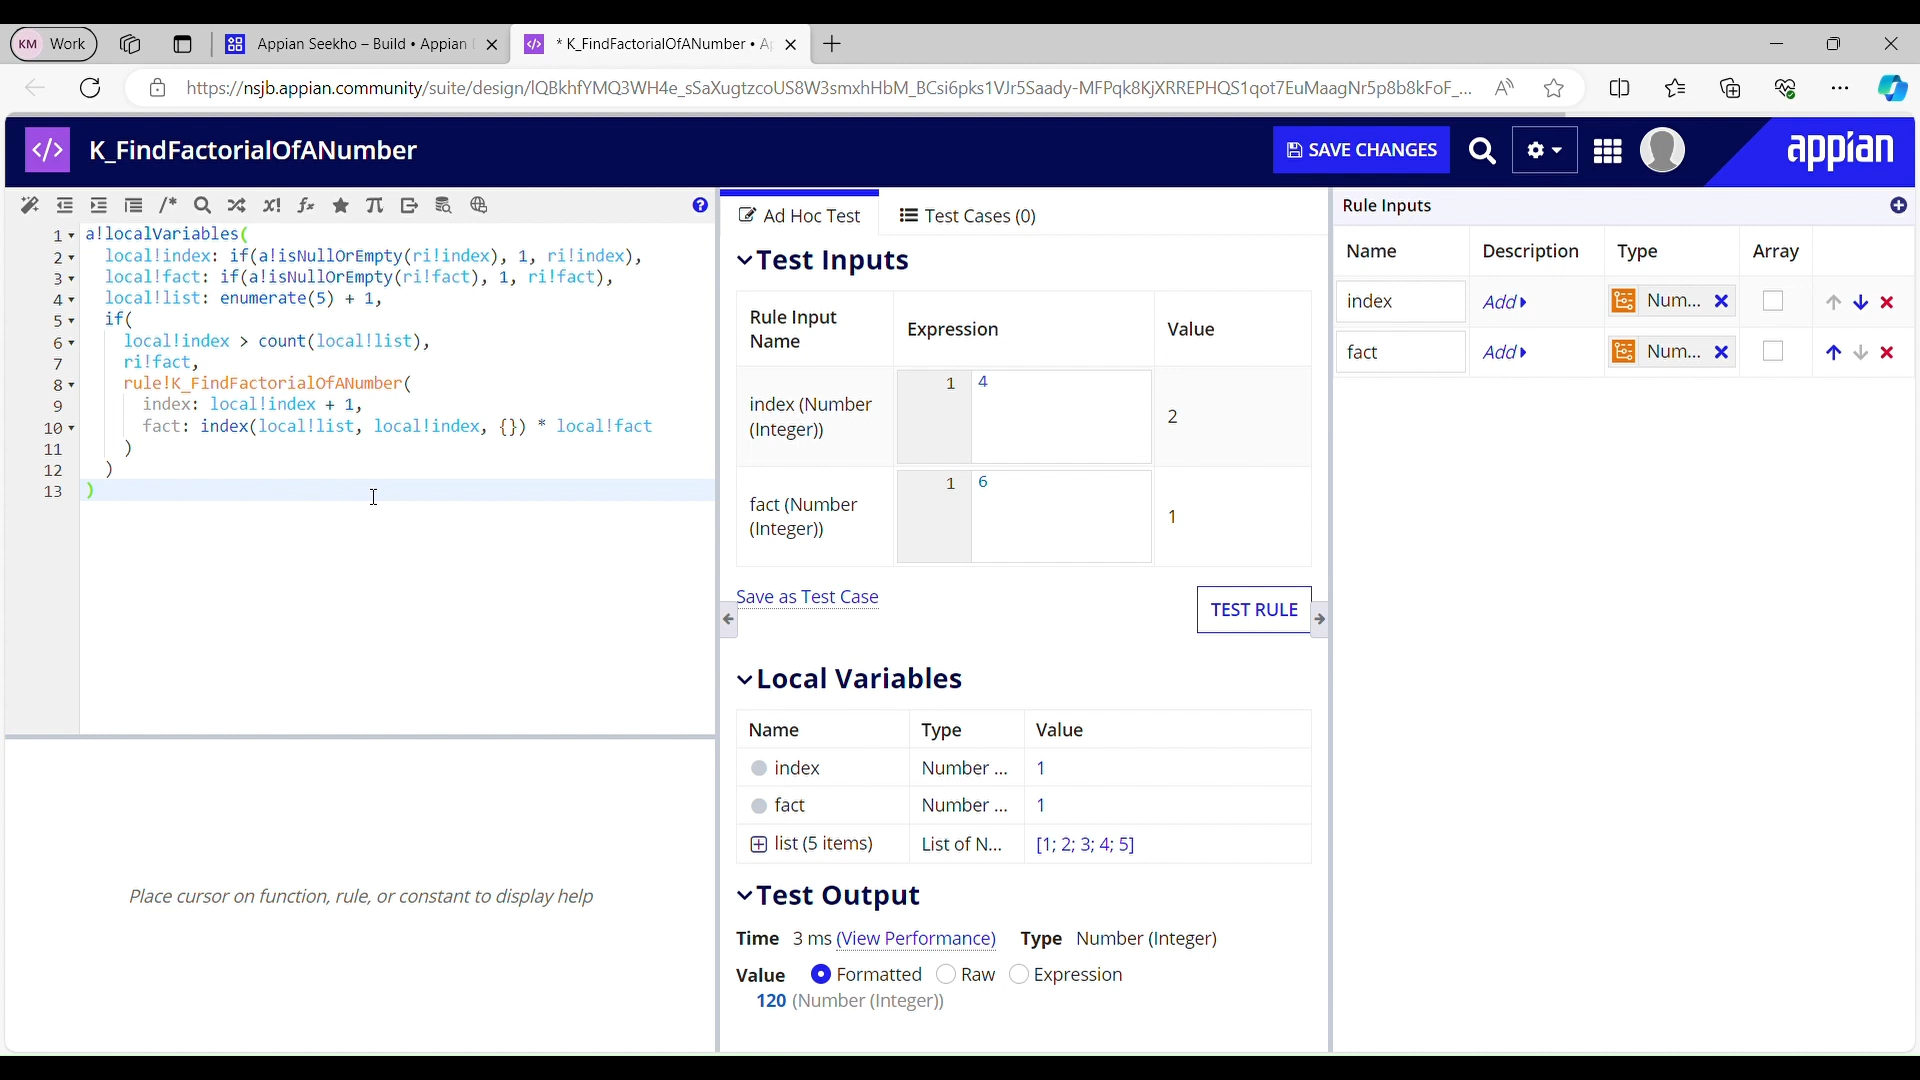 KM Work
Appian Seekho – Build • Appian
* K_FindFactorialOfANumber • A
https://nsjb.appian.community/suite/design/
K_FindFactorialOfANumber
SAVE CHANGES
appian
1 a!localVariables(
2 local!index: if(a!isNullOrEmpty(ri!index), 1, ri!index),
3 local!fact: if(a!isNullOrEmpty(ri!fact), 1, ri!fact),
4 local!list: enumerate(5) + 1,
5 if(
6 local!index > count(local!list),
7 ri!fact,
8 rule!K_FindFactorialOfANumber(
9 index: local!index + 1,
10 fact: index(local!list, local!index, {}) * local!fact
11 )
12 )
13 )
Place cursor on function, rule, or constant to display help
Ad Hoc Test
Test Cases (0)
Test Inputs
Rule Input Name Expression Value
index (Number (Integer)) 1 4 2
fact (Number (Integer)) 1 6 1
Save as Test Case
TEST RULE
Local Variables
Name Type Value
index Number ... 1
fact Number ... 1
list (5 items) List of N... [1; 2; 3; 4; 5]
Test Output
Time 3 ms (View Performance) Type Number (Integer)
Value Formatted Raw Expression
120 (Number (Integer))
Rule Inputs
Name Description Type Array
index Add Num...
fact Add Num...